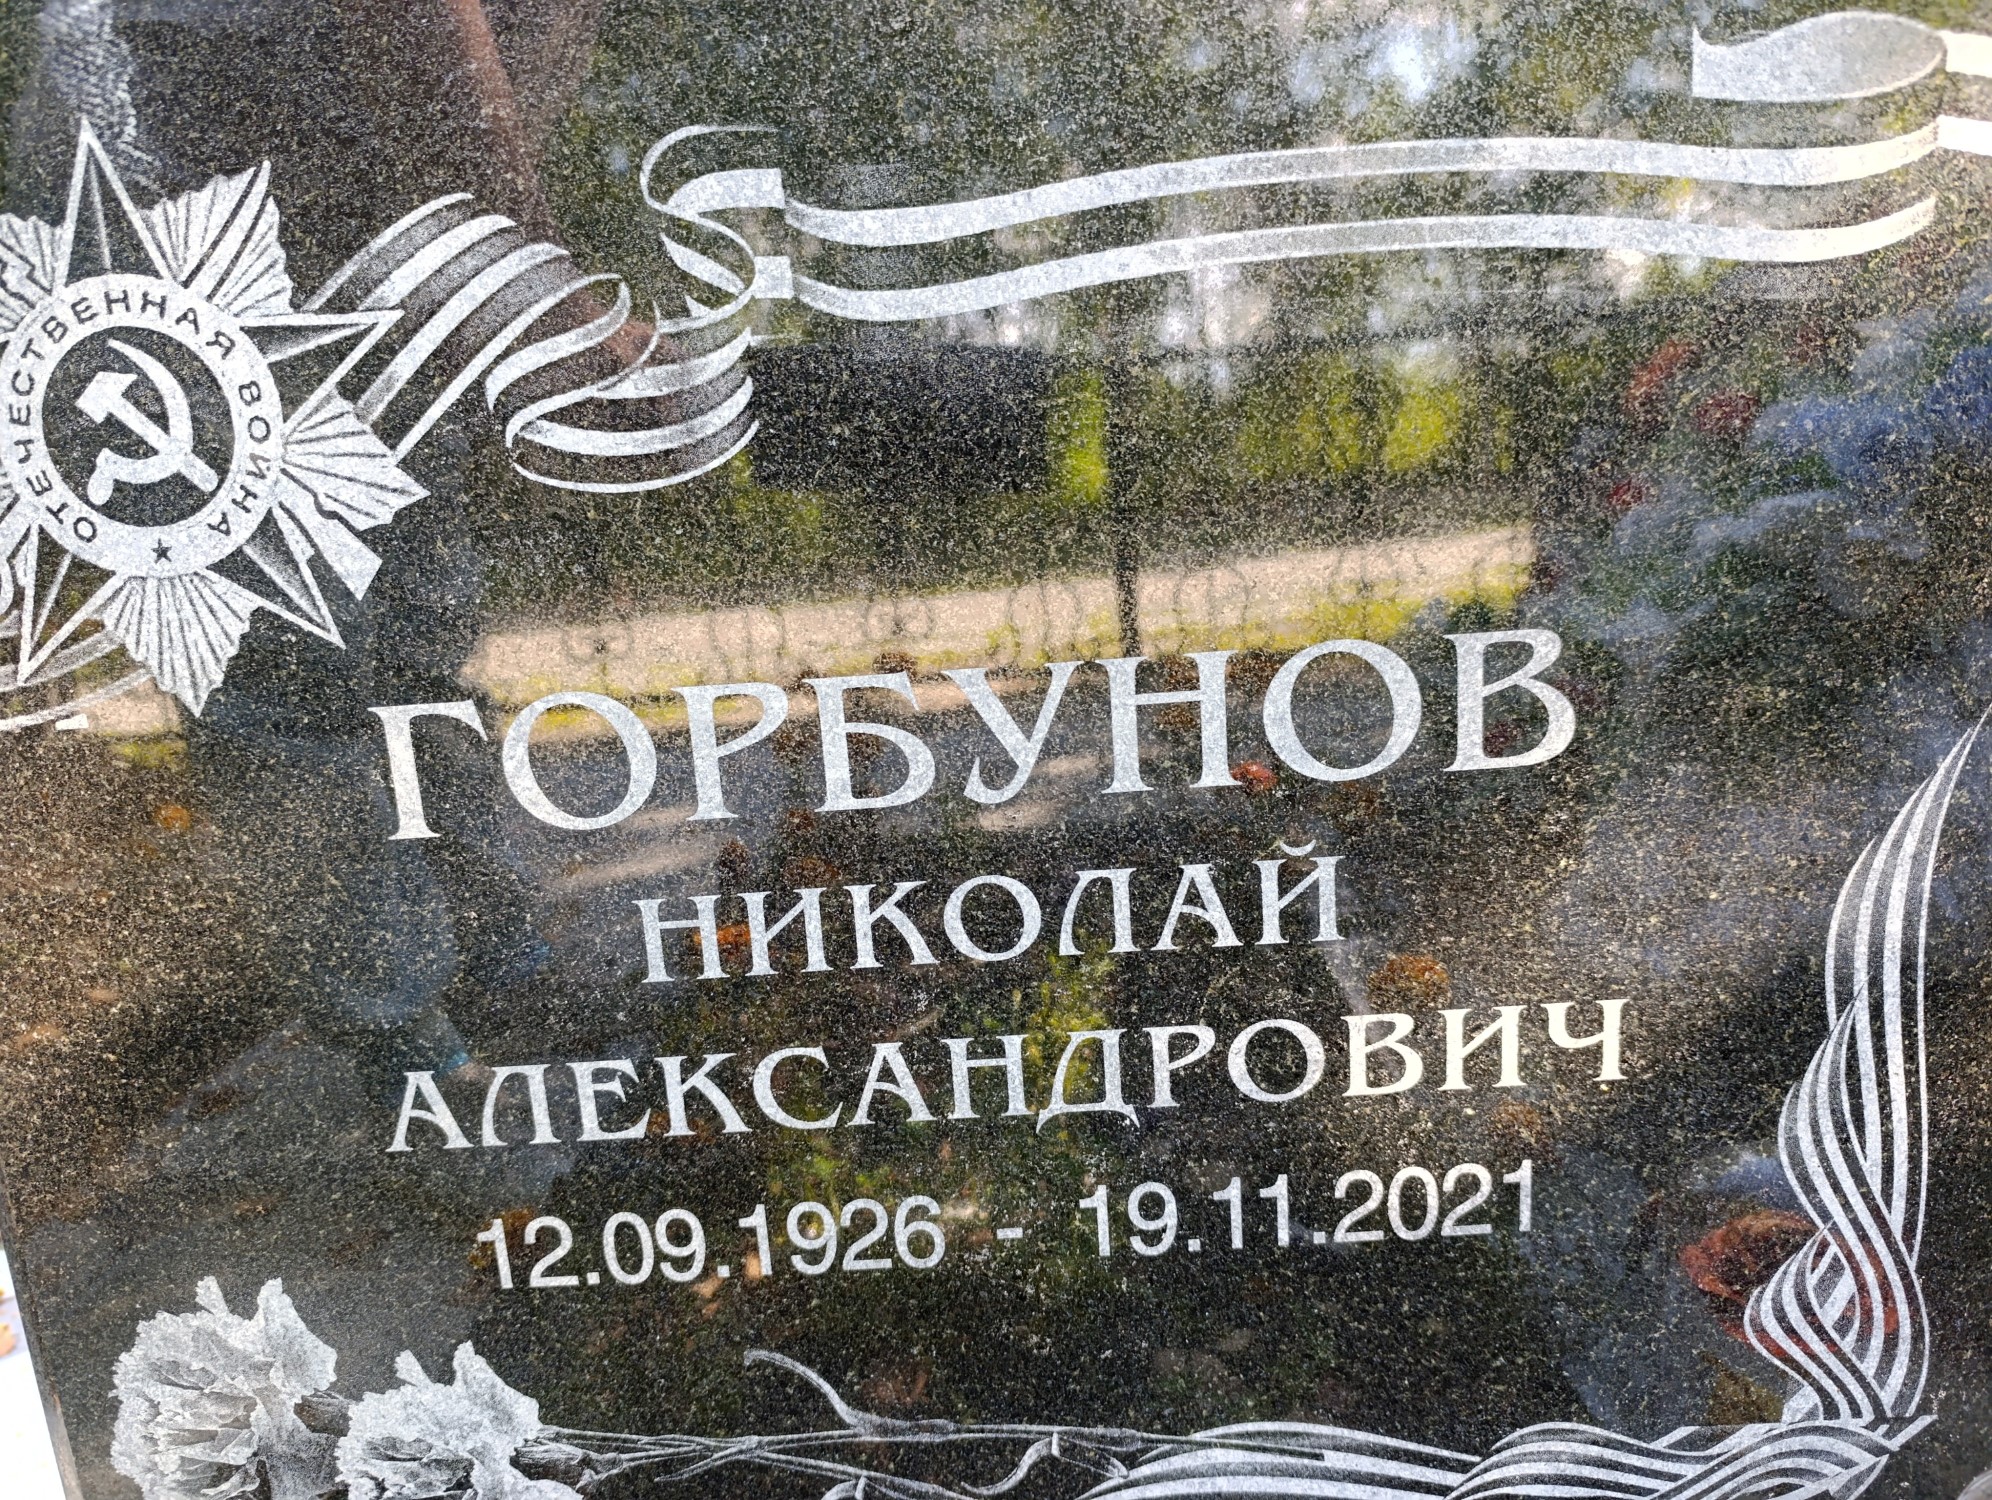 ОТЕЧЕСТВЕННАЯ ВОЙНА
ГОРБУНОВ
НИКОЛАЙ
АЛЕКСАНДРОВИЧ
12.09.1926 - 19.11.2021